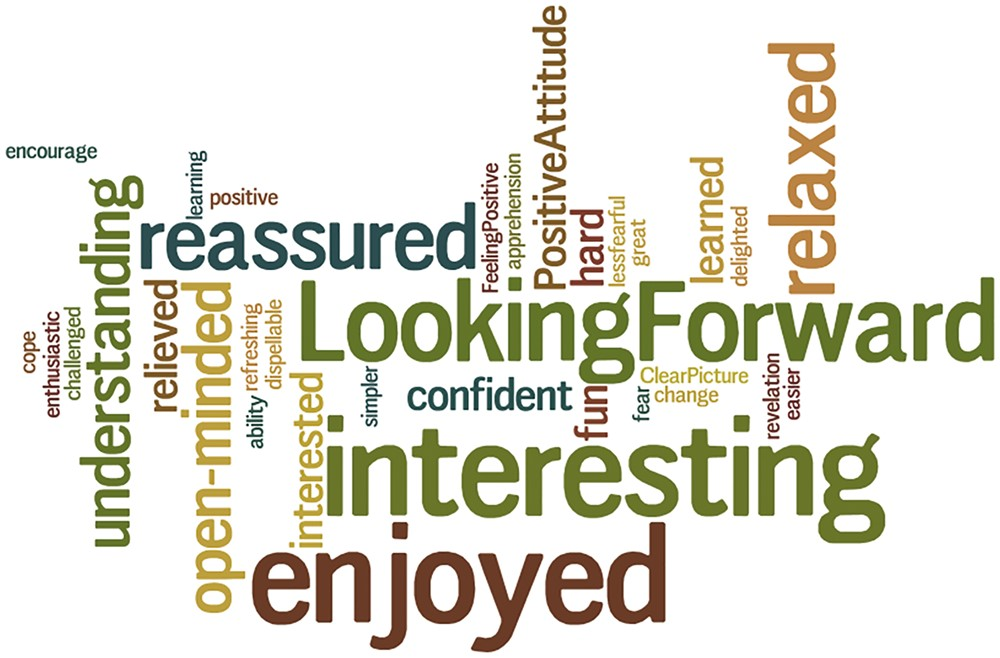 encourage
understanding
learning
positive
reassured
FeelingPositive
apprehension
PositiveAttitude
hard
lessfearful
great
learned
delighted
relaxed
LookingForward
cope
enthusiastic
challenged
relieved
open-minded
ability
refreshing
dispellable
interested
simpler
confident
fun
fear
ClearPicture
change
revelation
easier
interesting
enjoyed